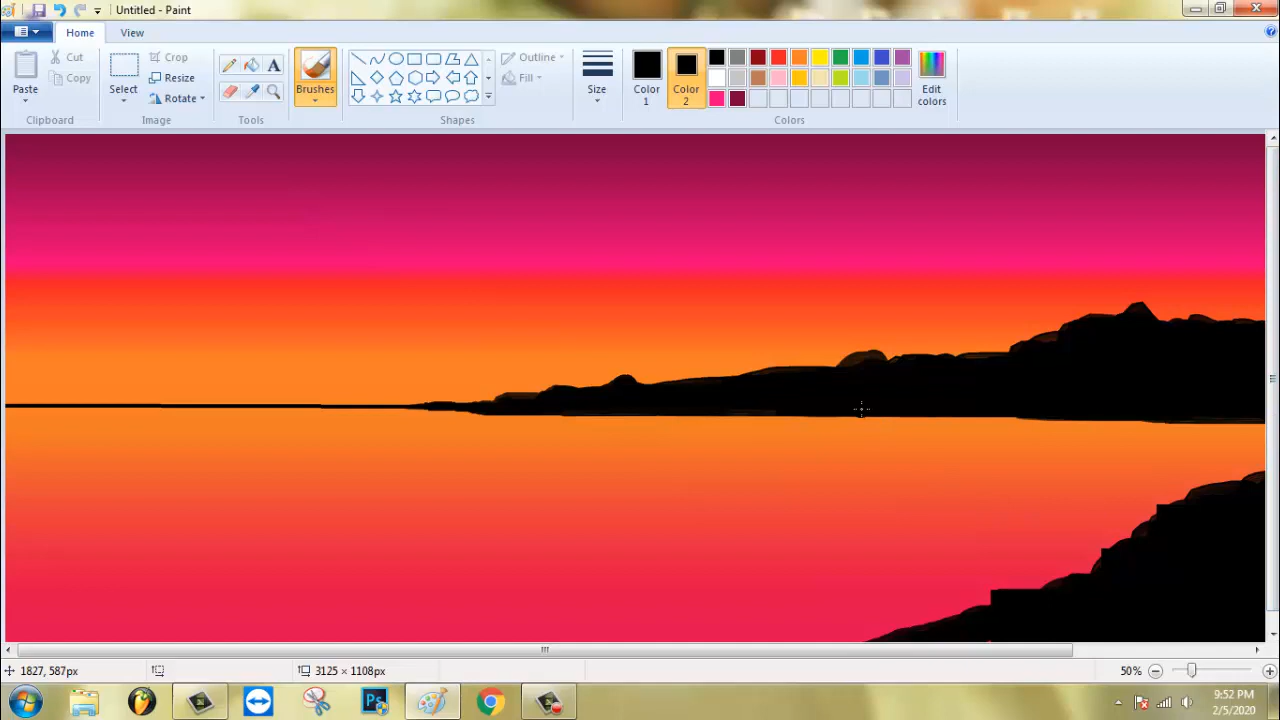 Untitled - Paint
Home View
Paste
Cut
Copy
Clipboard
Select
Crop
Resize
Rotate
Image
Tools
Brushes
Outline
Fill
Shapes
Size
Color 1
Color 2
Edit colors
Colors
1827, 587px
3125 × 1108px
50%
Ps
9:52 PM
2/5/2020